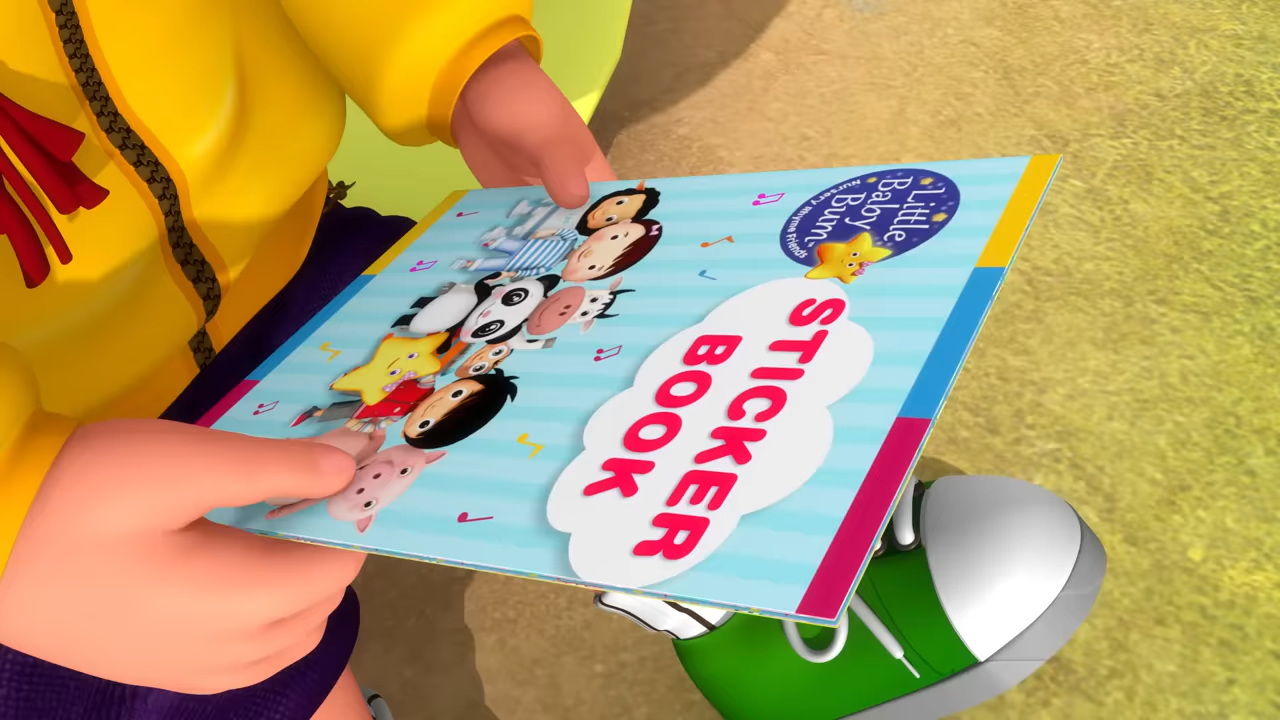 Little
Baby
Bum
Nursery Rhyme Friends
STICKER
BOOK